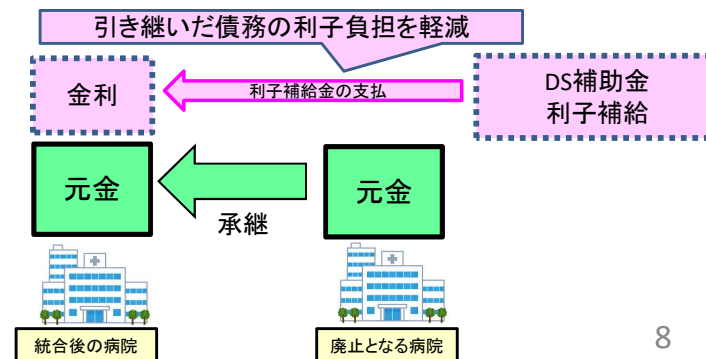 引き継いだ債務の利子負担を軽減
金利
利子補給金の支払
DS補助金
利子補給
元金
承継
元金
統合後の病院
廃止となる病院
8